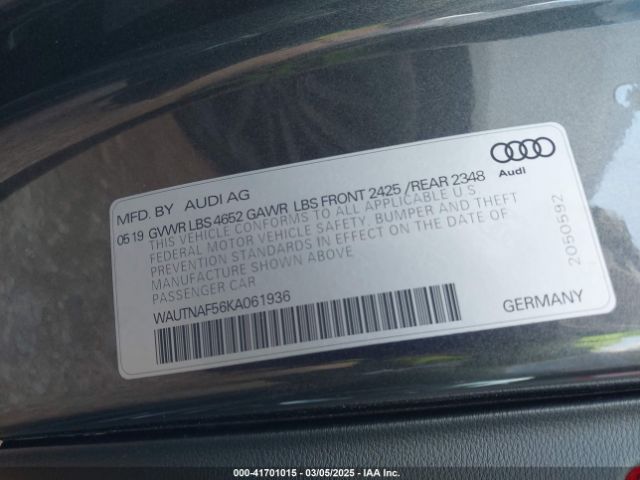 Audi
MFD. BY AUDI AG
05 19 GVWR LBS 4652 GAWR LBS FRONT 2425 /REAR 2348
THIS VEHICLE CONFORMS TO ALL APPLICABLE U.S.
FEDERAL MOTOR VEHICLE SAFETY, BUMPER AND THEFT
PREVENTION STANDARDS IN EFFECT ON THE DATE OF
MANUFACTURE SHOWN ABOVE
PASSENGER CAR
WAUTNAF56KA061936
2050592
GERMANY
000-41701015 — 03/05/2025 — IAA Inc.